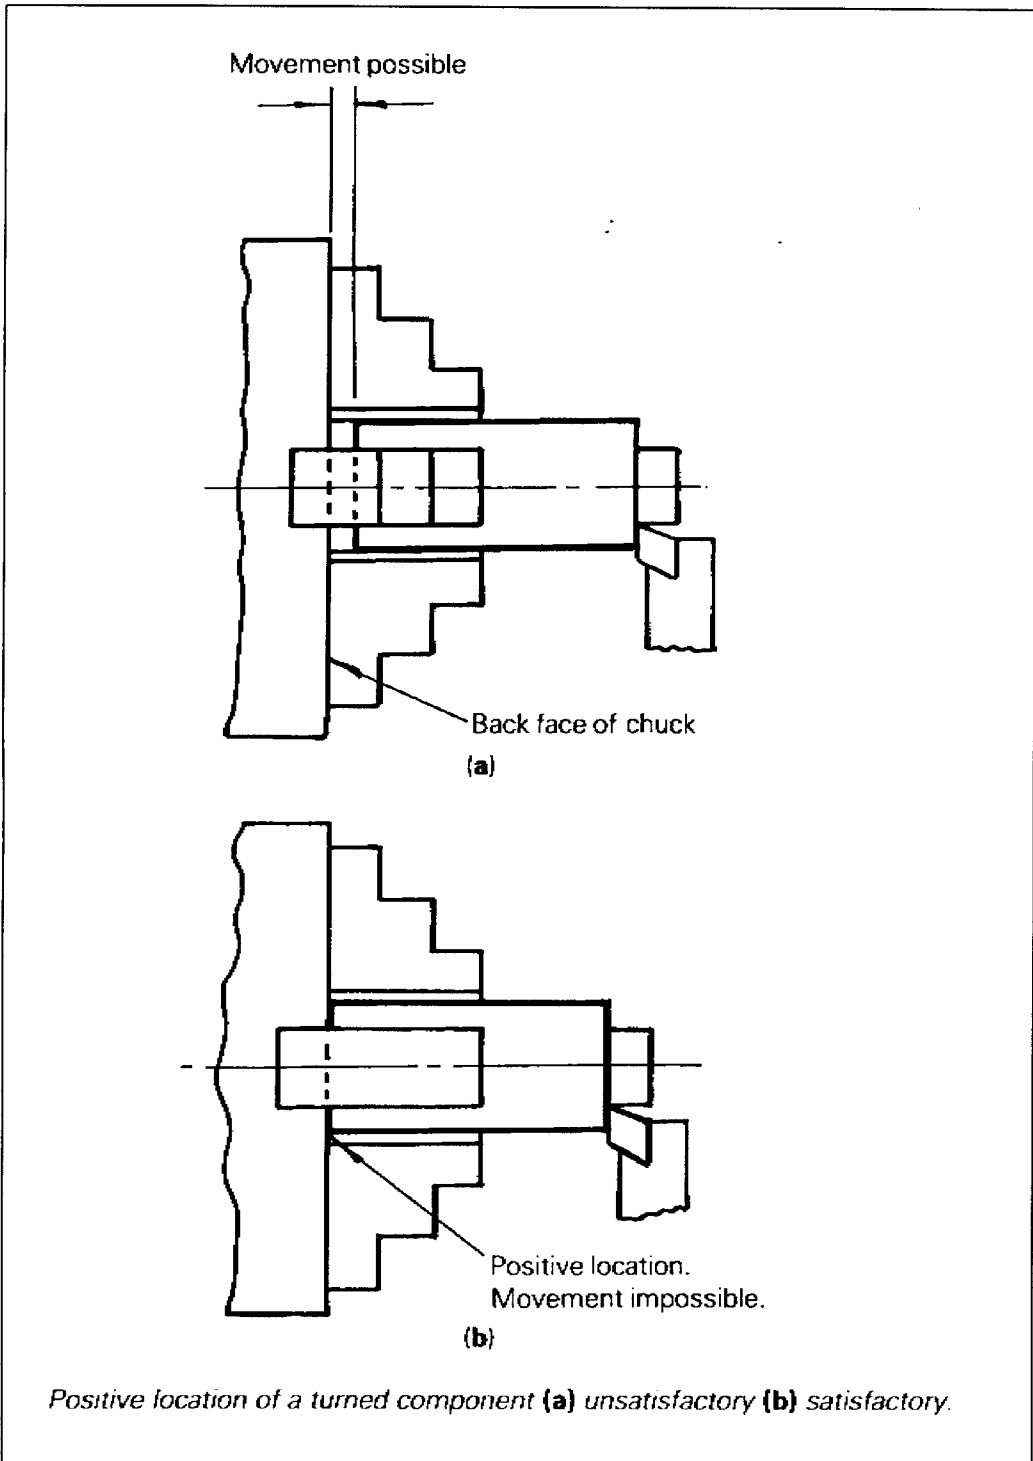 Movement possible
Back face of chuck
(a)
Positive location.
Movement impossible.
(b)
Positive location of a turned component (a) unsatisfactory (b) satisfactory.